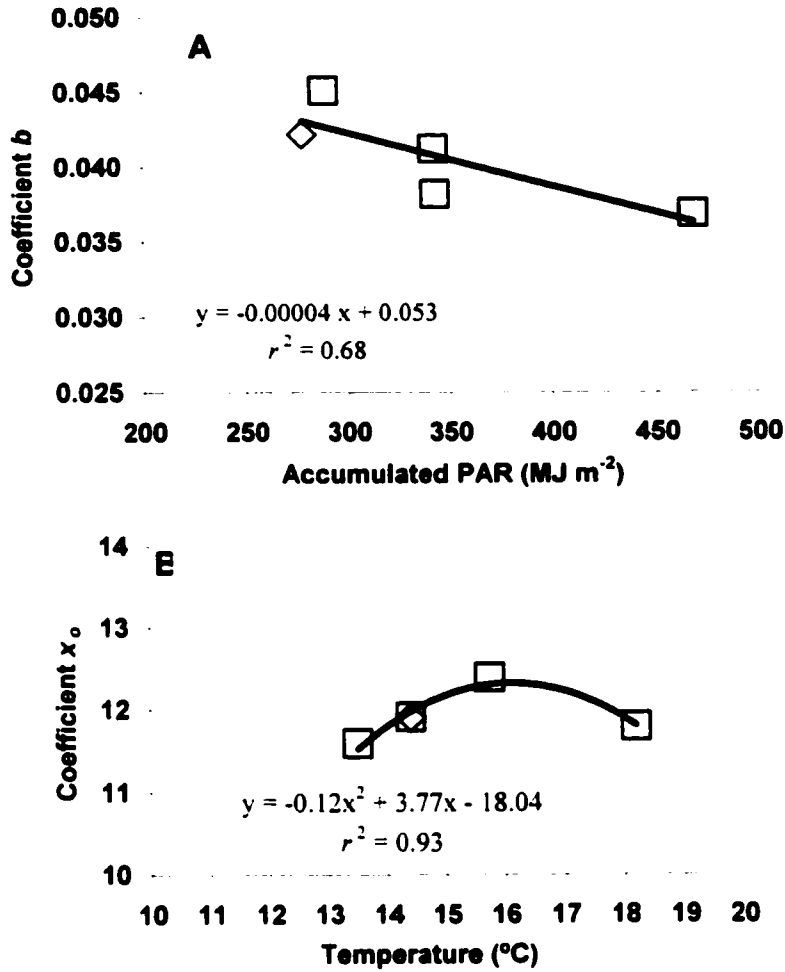 0.050
A
0.045
0.040
0.035
0.030
0.025
Coefficient b
y = -0.00004 x + 0.053
r² = 0.68
200 250 300 350 400 450 500
Accumulated PAR (MJ m⁻²)
14
B
13
12
11
10
Coefficient xₒ
y = -0.12x² + 3.77x - 18.04
r² = 0.93
10 11 12 13 14 15 16 17 18 19 20
Temperature (ºC)